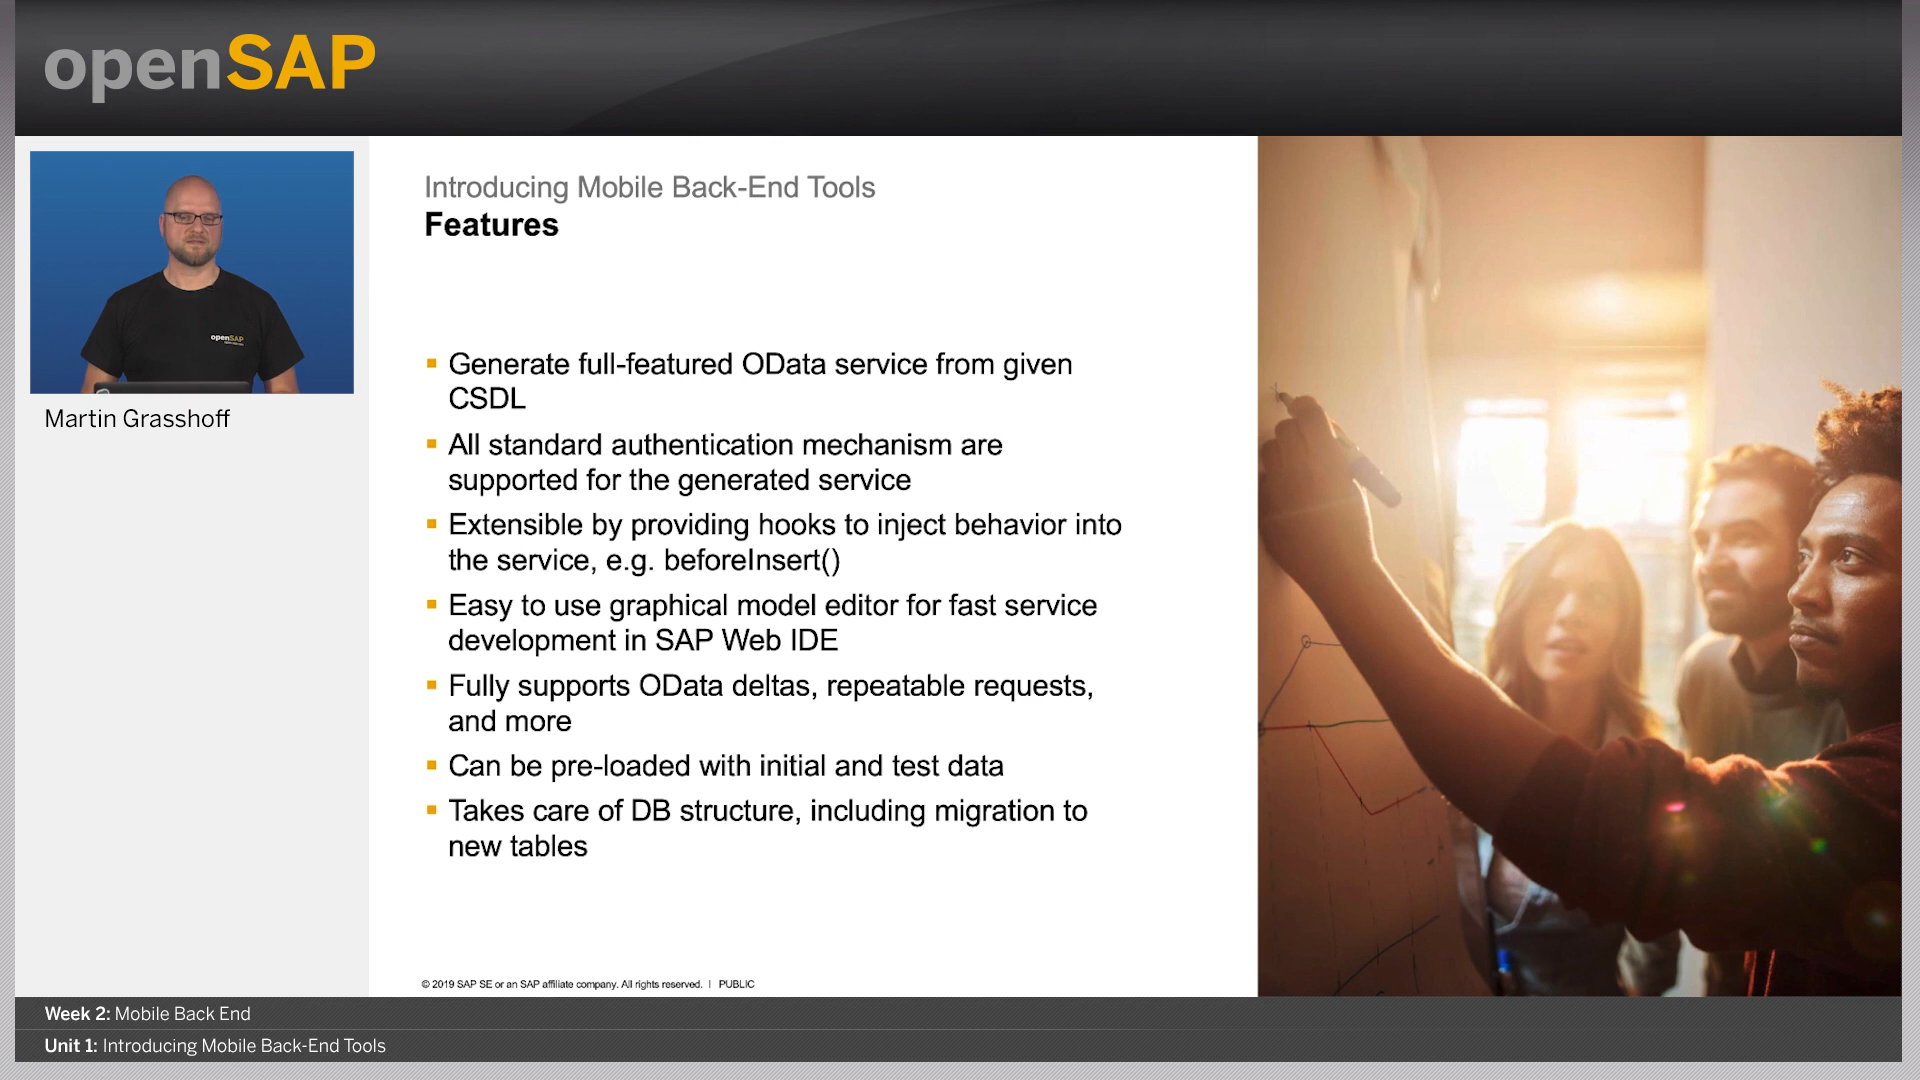 openSAP
openSAP
Martin Grasshoff
Introducing Mobile Back-End Tools
Features
Generate full-featured OData service from given
CSDL
All standard authentication mechanism are
supported for the generated service
Extensible by providing hooks to inject behavior into
the service, e.g. beforeInsert()
Easy to use graphical model editor for fast service
development in SAP Web IDE
Fully supports OData deltas, repeatable requests,
and more
Can be pre-loaded with initial and test data
Takes care of DB structure, including migration to
new tables
© 2019 SAP SE or an SAP affiliate company. All rights reserved. | PUBLIC
Week 2: Mobile Back End
Unit 1: Introducing Mobile Back-End Tools